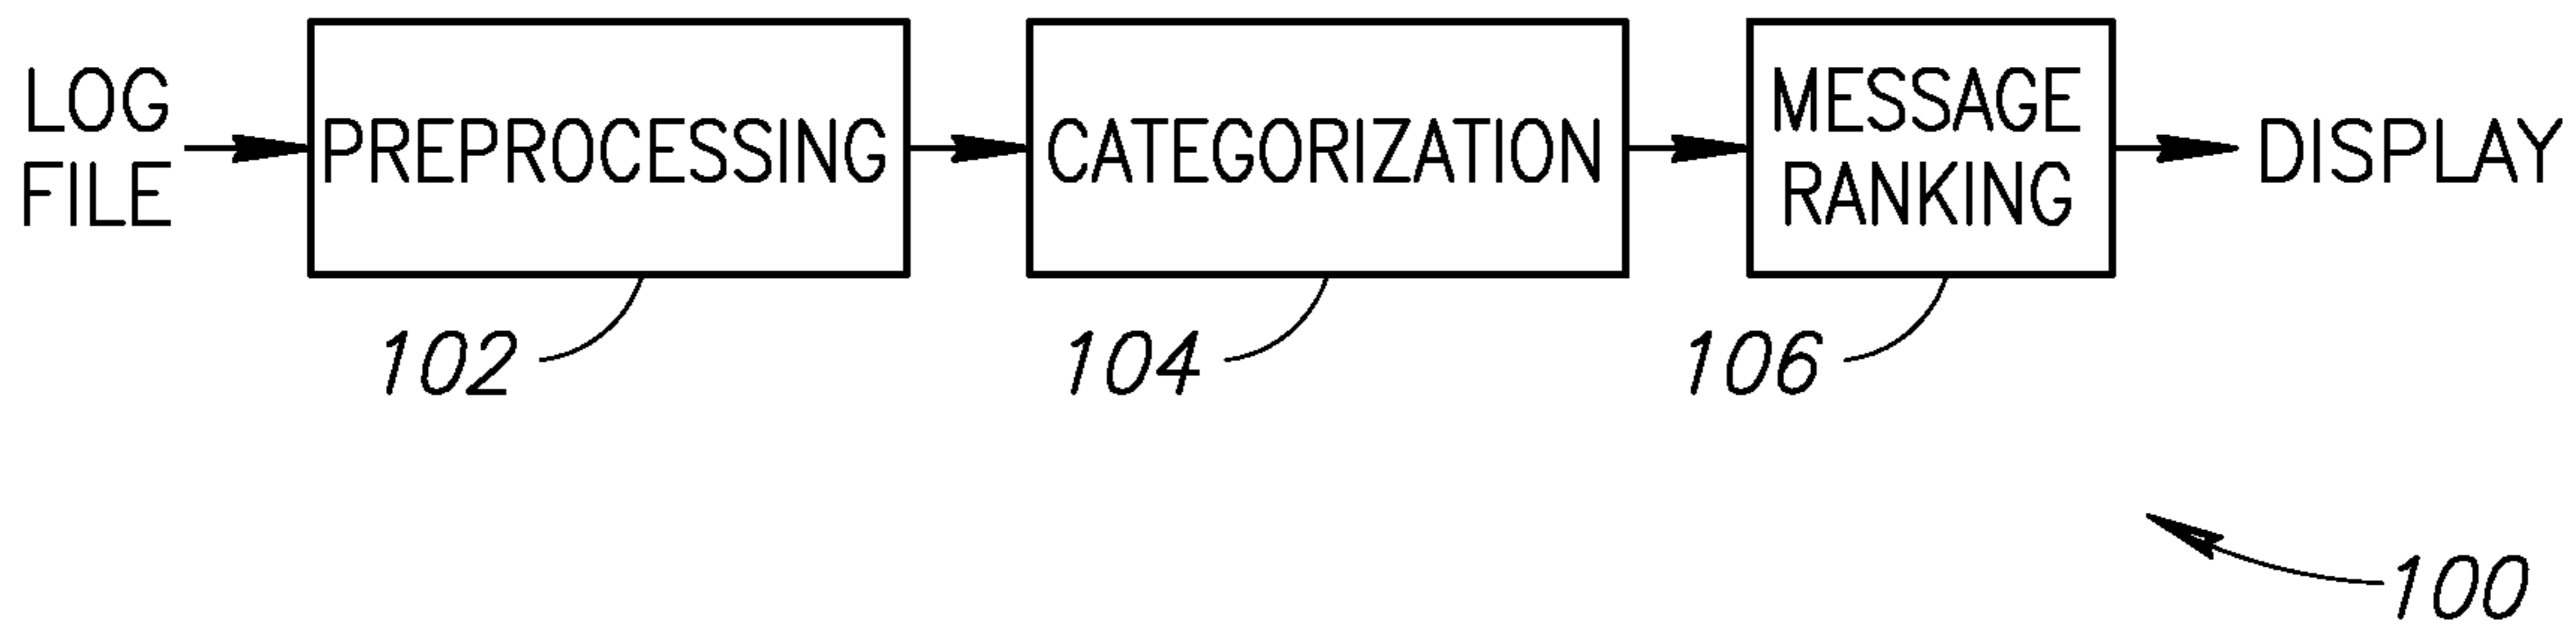 LOG
FILE
PREPROCESSING
CATEGORIZATION
MESSAGE
RANKING
DISPLAY
102
104
106
100